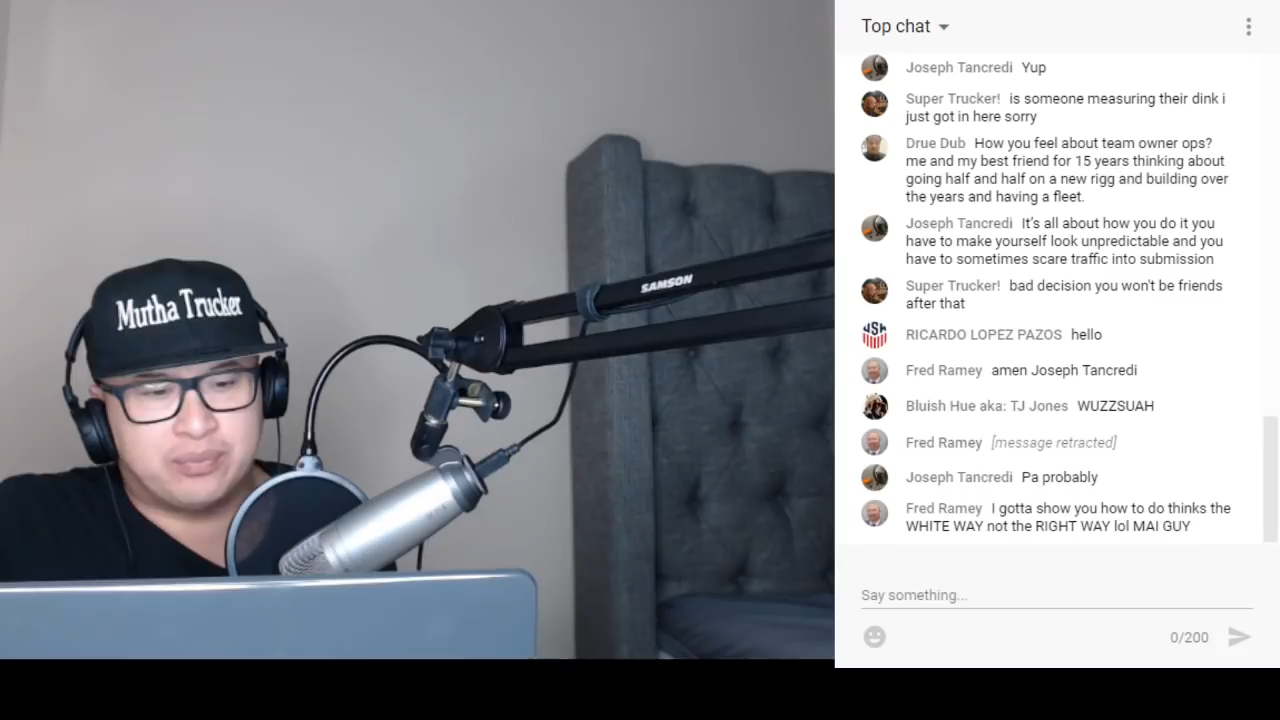 Mutha Trucker
SAMSON
Top chat
Joseph Tancredi Yup
Super Trucker! is someone measuring their dink i
just got in here sorry
Drue Dub How you feel about team owner ops?
me and my best friend for 15 years thinking about
going half and half on a new rigg and building over
the years and having a fleet.
Joseph Tancredi It's all about how you do it you
have to make yourself look unpredictable and you
have to sometimes scare traffic into submission
Super Trucker! bad decision you won't be friends
after that
RICARDO LOPEZ PAZOS hello
Fred Ramey amen Joseph Tancredi
Bluish Hue aka: TJ Jones WUZZSUAH
Fred Ramey [message retracted]
Joseph Tancredi Pa probably
Fred Ramey I gotta show you how to do thinks the
WHITE WAY not the RIGHT WAY lol MAI GUY
Say something...
0/200